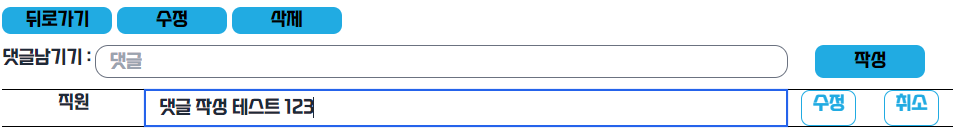 뒤로가기 수정 삭제
댓글남기기 : 댓글 작성
직원 댓글 작성 테스트 123 수정 취소